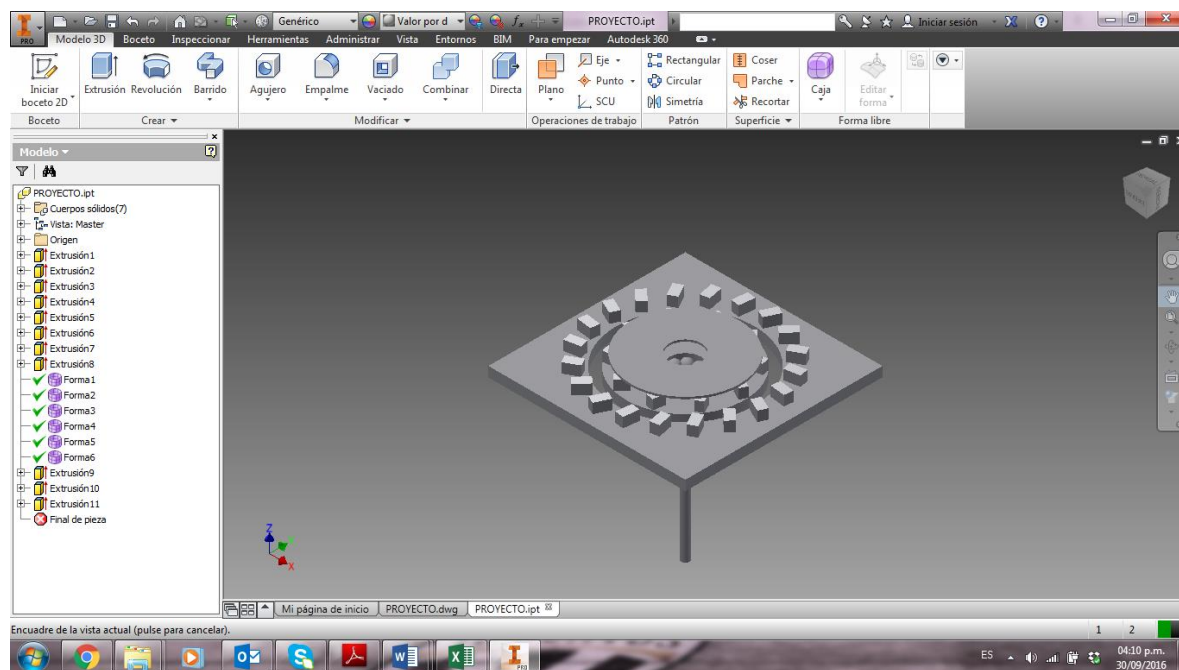 Genérico
Valor por d
PROYECTO.ipt
Iniciar sesión
PRO
Modelo 3D Boceto Inspeccionar Herramientas Administrar Vista Entornos BIM Para empezar Autodesk 360
Iniciar boceto 2D
Extrusión Revolución Barrido
Agujero Empalme Vaciado Combinar
Directa
Plano
Eje
Punto
SCU
Rectangular
Circular
Simetría
Coser
Parche
Recortar
Caja
Editar forma
Boceto Crear Modificar Operaciones de trabajo Patrón Superficie Forma libre
Modelo
PROYECTO.ipt
Cuerpos sólidos(7)
Vista: Master
Origen
Extrusión1
Extrusión2
Extrusión3
Extrusión4
Extrusión5
Extrusión6
Extrusión7
Extrusión8
Forma1
Forma2
Forma3
Forma4
Forma5
Forma6
Extrusión9
Extrusión10
Extrusión11
Final de pieza
Z
X
Mi página de inicio PROYECTO.dwg PROYECTO.ipt
Encuadre de la vista actual (pulse para cancelar).
1 2
ES
04:10 p.m.
30/09/2016